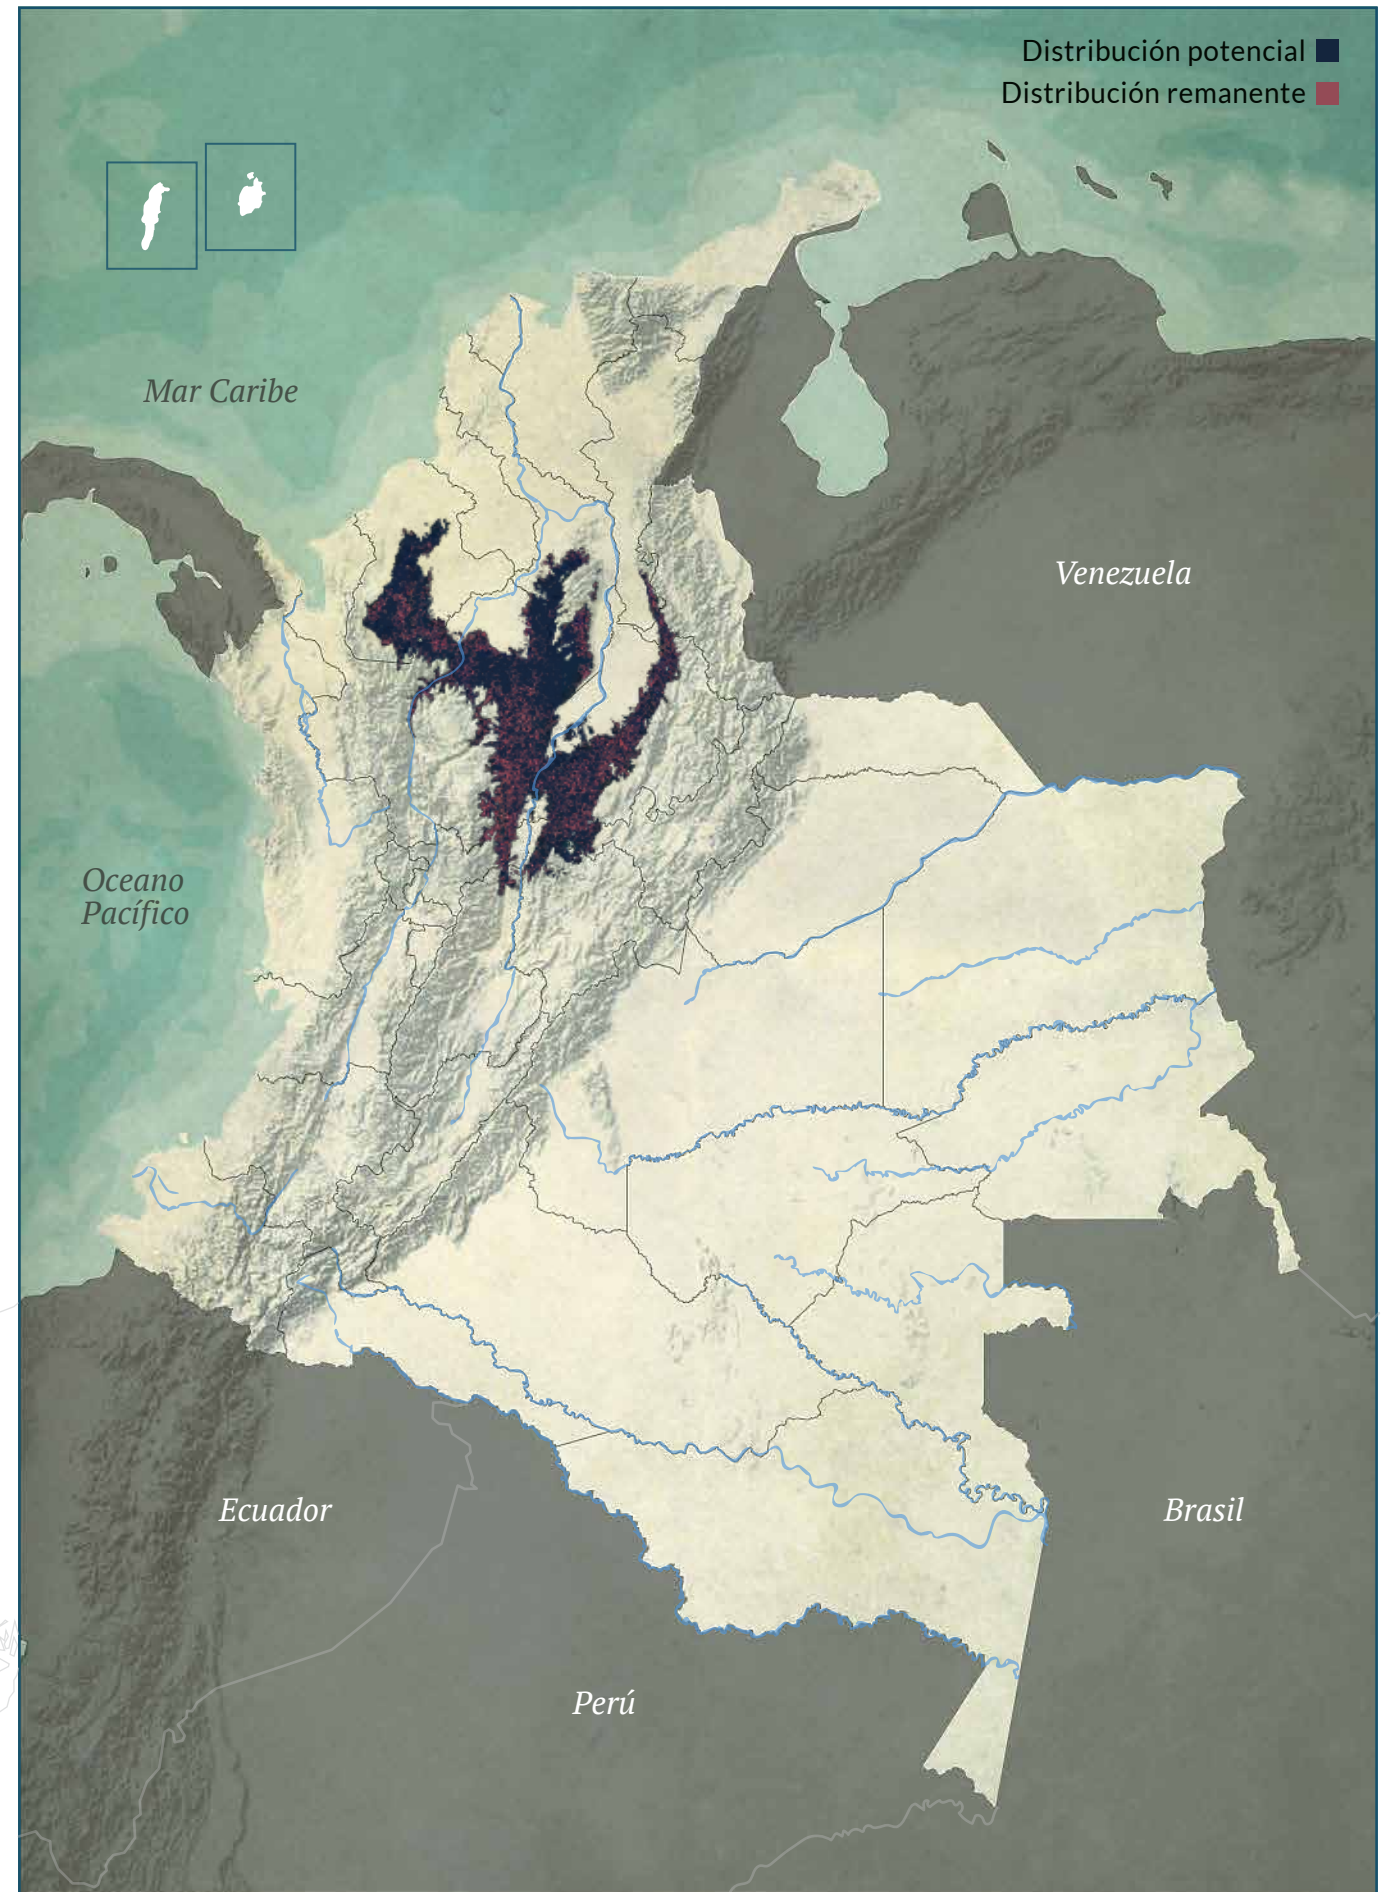 Distribución potencial
Distribución remanente
Mar Caribe
Venezuela
Oceano
Pacífico
Ecuador
Brasil
Perú